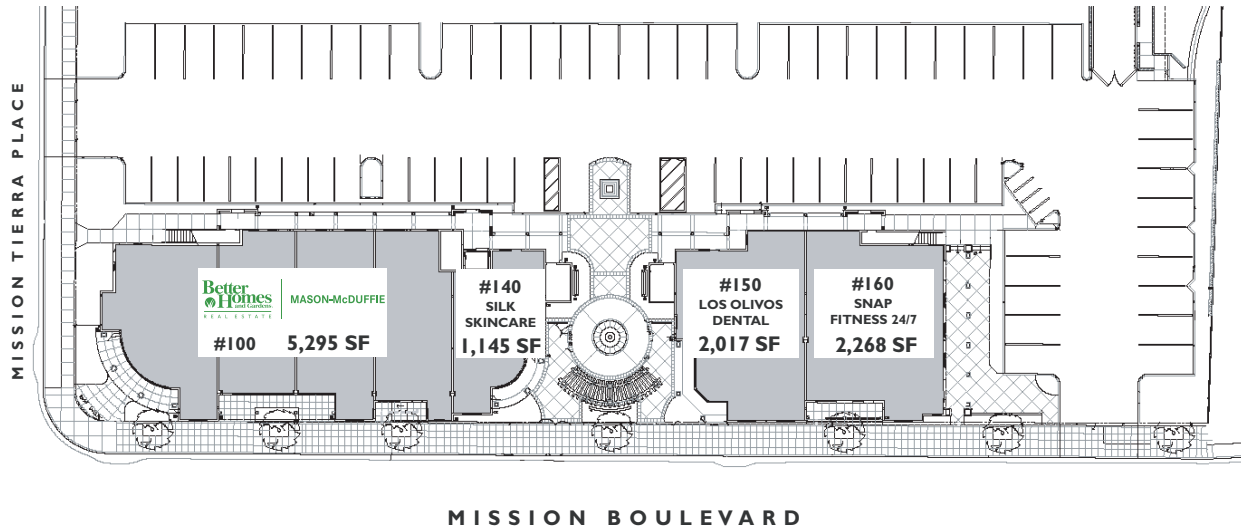 MISSION TIERRA PLACE
Better
Homes
and Gardens
REAL ESTATE
MASON-McDUFFIE
#100 5,295 SF
#140
SILK
SKINCARE
1,145 SF
#150
LOS OLIVOS
DENTAL
2,017 SF
#160
SNAP
FITNESS 24/7
2,268 SF
MISSION BOULEVARD